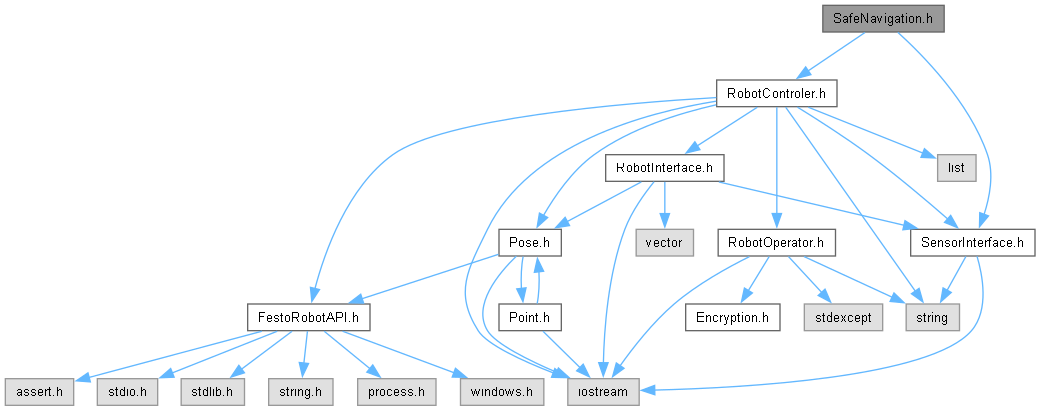 SafeNavigation.h
RobotControler.h
RobotInterface.h
list
Pose.h
vector
RobotOperator.h
SensorInterface.h
FestoRobotAPI.h
Point.h
Encryption.h
stdexcept
string
assert.h
stdio.h
stdlib.h
string.h
process.h
windows.h
iostream